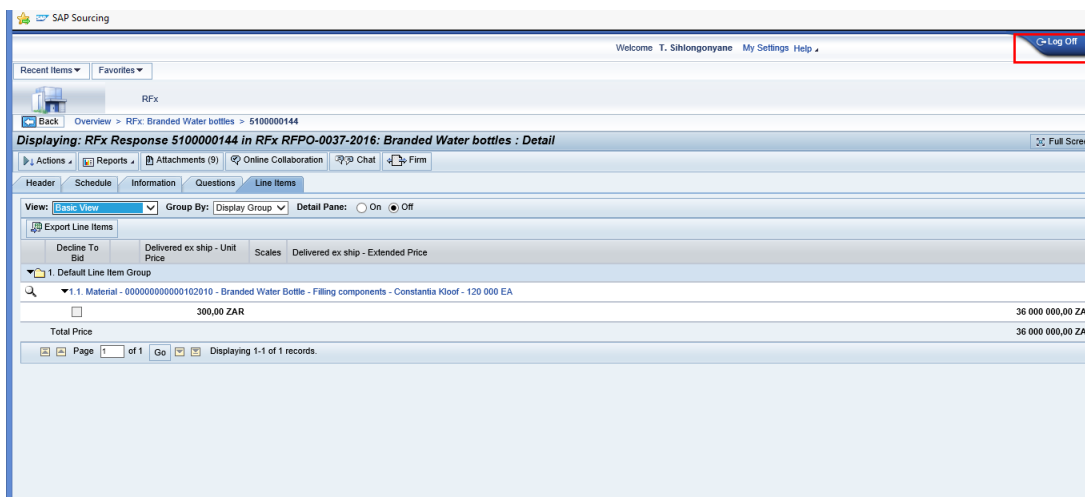 SAP SAP Sourcing
Welcome T. Sihlongonyane My Settings Help Log Off
Recent Items Favorites
RFx
Back Overview > RFx: Branded Water bottles > 5100000144
Displaying: RFx Response 5100000144 in RFx RFPO-0037-2016: Branded Water bottles : Detail Full Scre
Actions Reports Attachments (9) Online Collaboration Chat Firm
Header Schedule Information Questions Line Items
View: Basic View Group By: Display Group Detail Pane: On Off
Export Line Items
Decline To Bid Delivered ex ship - Unit Price Scales Delivered ex ship - Extended Price
1. Default Line Item Group
1.1. Material - 000000000000102010 - Branded Water Bottle - Filling components - Constantia Kloof - 120 000 EA
300,00 ZAR 36 000 000,00 ZA
Total Price 36 000 000,00 ZA
Page 1 of 1 Go Displaying 1-1 of 1 records.